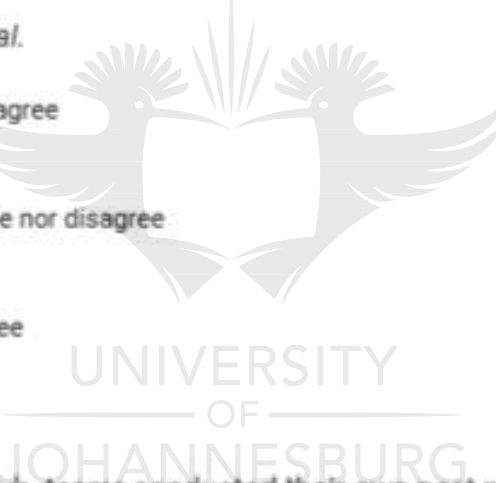 al.
agree
e nor disagree
ee
UNIVERSITY
OF
JOHANNESBURG